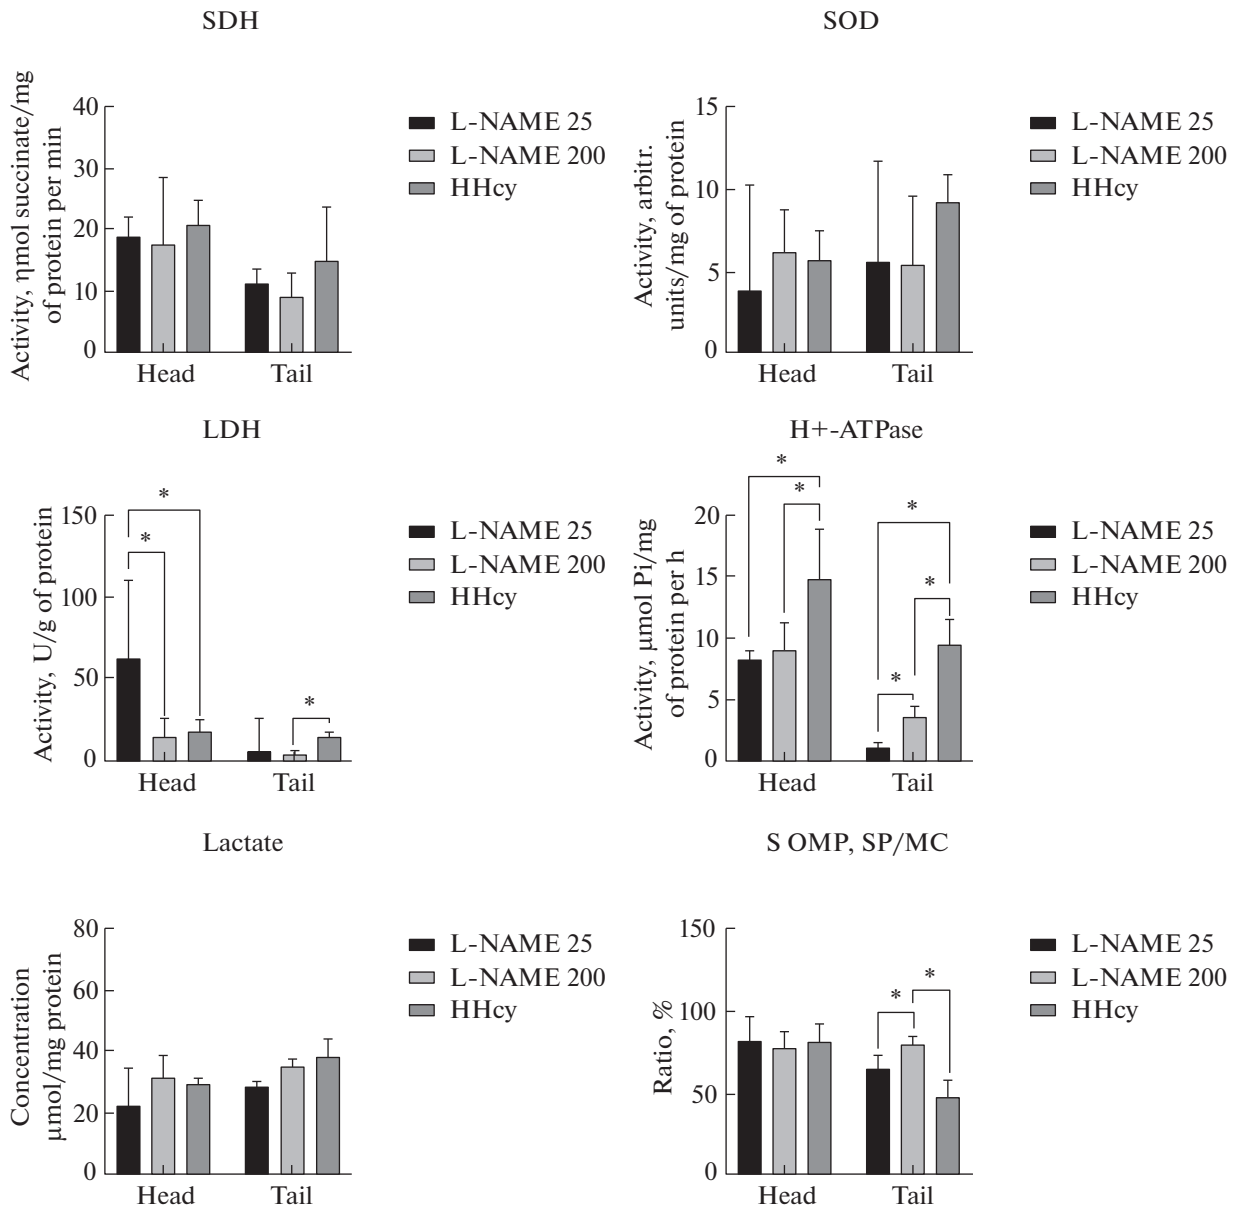 SDH
Activity, ηmol succinate/mg
of protein per min
40
30
20
10
0
Head
Tail
L-NAME 25
L-NAME 200
HHcy
SOD
Activity, arbitr.
units/mg of protein
15
10
5
0
Head
Tail
L-NAME 25
L-NAME 200
HHcy
LDH
Activity, U/g of protein
150
100
50
0
*
*
*
Head
Tail
L-NAME 25
L-NAME 200
HHcy
H+-ATPase
Activity, μmol Pi/mg
of protein per h
20
15
10
5
0
*
*
*
*
*
Head
Tail
L-NAME 25
L-NAME 200
HHcy
Lactate
Concentration
μmol/mg protein
80
60
40
20
0
Head
Tail
L-NAME 25
L-NAME 200
HHcy
S OMP, SP/MC
Ratio, %
150
100
50
0
*
*
Head
Tail
L-NAME 25
L-NAME 200
HHcy